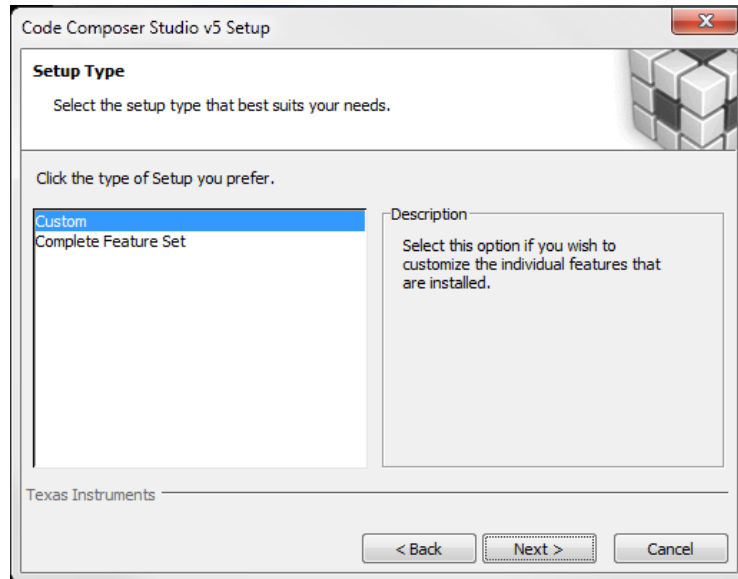 Code Composer Studio v5 Setup
Setup Type
Select the setup type that best suits your needs.
Click the type of Setup you prefer.
Custom
Complete Feature Set
Description
Select this option if you wish to
customize the individual features that
are installed.
Texas Instruments
< Back
Next >
Cancel